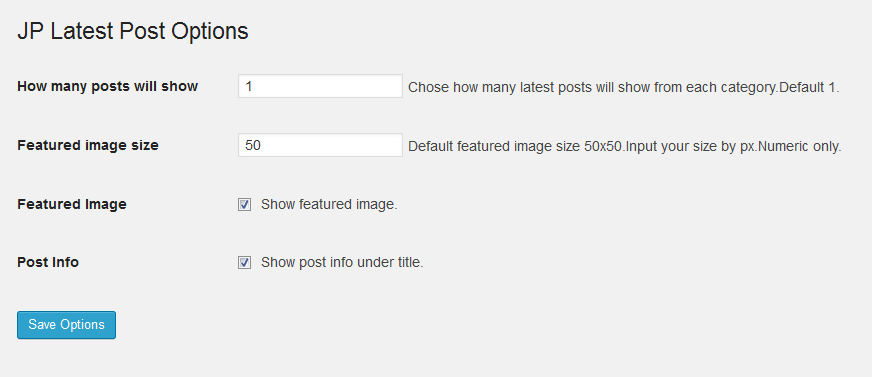 JP Latest Post Options
How many posts will show 1 Chose how many latest posts will show from each category.Default 1.
Featured image size 50 Default featured image size 50x50.Input your size by px.Numeric only.
Featured Image Show featured image.
Post Info Show post info under title.
Save Options